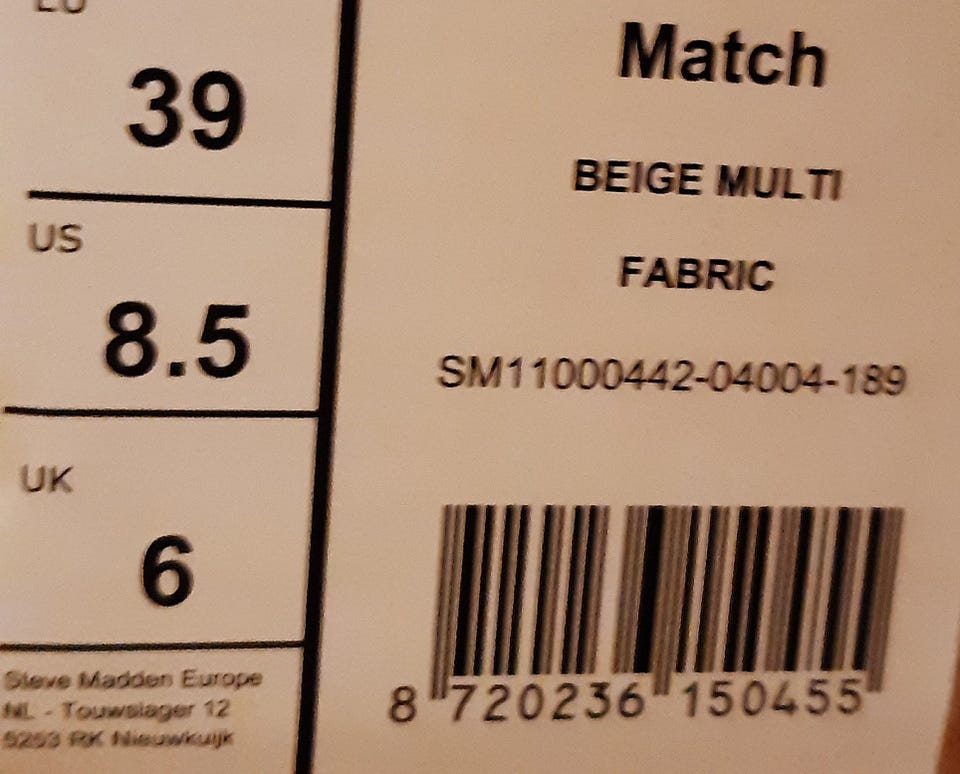 EU
39
US
8.5
UK
6
Steve Madden Europe
NL - Touwslager 12
5253 RK Nieuwkuijk
Match
BEIGE MULTI
FABRIC
SM11000442-04004-189
8 720236 150455